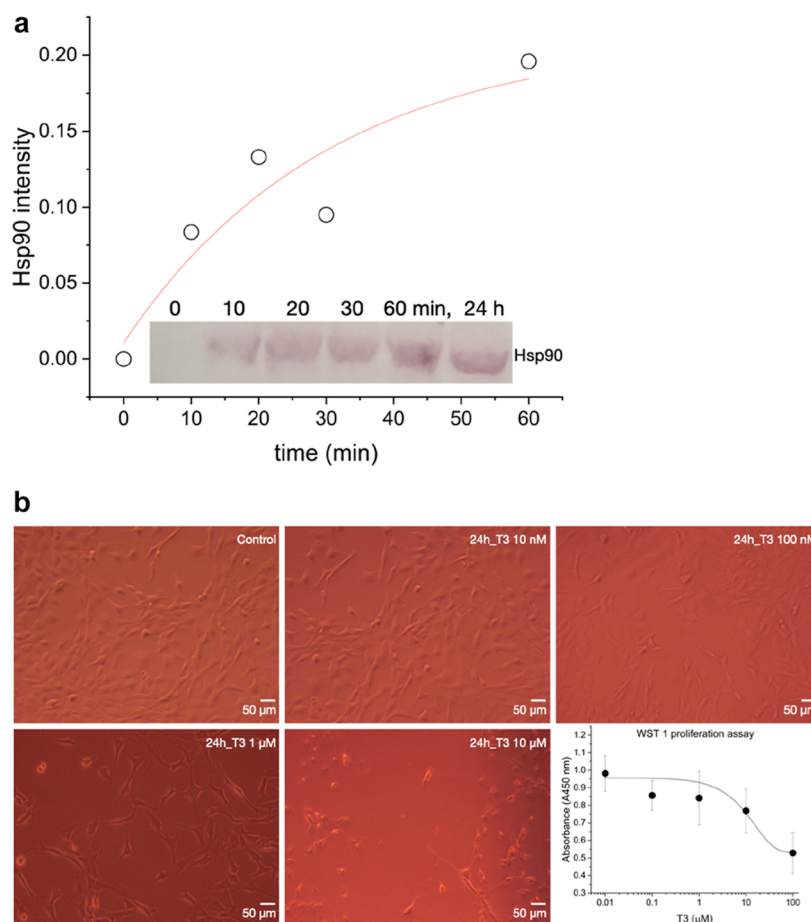 a
0.20
0.15
0.10
0.05
0.00
Hsp90 intensity
0 10 20 30 60 min, 24 h
Hsp90
0 10 20 30 40 50 60
time (min)
b
Control
50 µm
24h_T3 10 nM
50 µm
24h_T3 100 nM
50 µm
24h_T3 1 µM
50 µm
24h_T3 10 µM
50 µm
WST 1 proliferation assay
1.2
1.1
1.0
0.9
0.8
0.7
0.6
0.5
0.4
0.3
Absorbance (A450 nm)
0.01 0.1 1 10 100
T3 (µM)